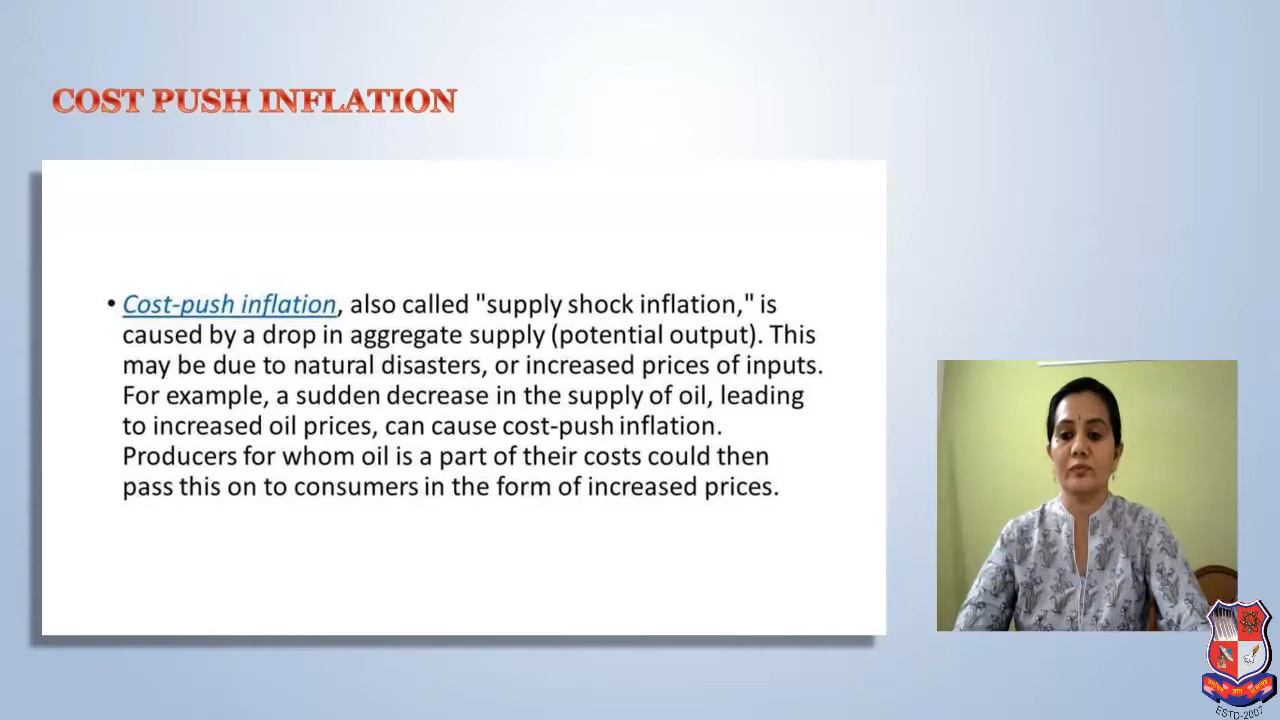 COST PUSH INFLATION
• Cost-push inflation, also called "supply shock inflation," is
caused by a drop in aggregate supply (potential output). This
may be due to natural disasters, or increased prices of inputs.
For example, a sudden decrease in the supply of oil, leading
to increased oil prices, can cause cost-push inflation.
Producers for whom oil is a part of their costs could then
pass this on to consumers in the form of increased prices.
ESTD-2007